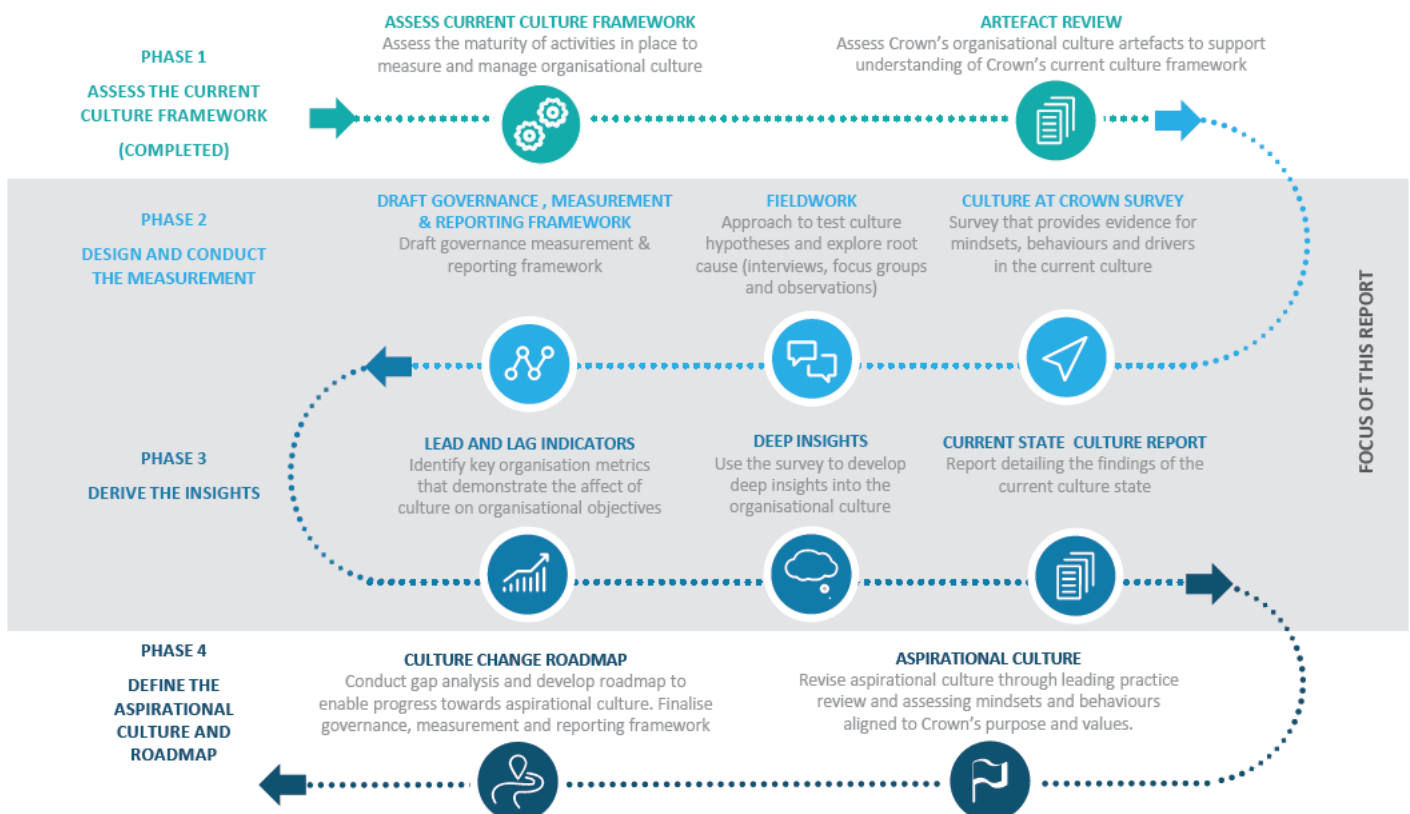 PHASE 1
ASSESS THE CURRENT
CULTURE FRAMEWORK
(COMPLETED)
ASSESS CURRENT CULTURE FRAMEWORK
Assess the maturity of activities in place to
measure and manage organisational culture
ARTEFACT REVIEW
Assess Crown's organisational culture artefacts to support
understanding of Crown's current culture framework
PHASE 2
DESIGN AND CONDUCT
THE MEASUREMENT
DRAFT GOVERNANCE , MEASUREMENT
& REPORTING FRAMEWORK
Draft governance measurement &
reporting framework
FIELDWORK
Approach to test culture
hypotheses and explore root
cause (interviews, focus groups
and observations)
CULTURE AT CROWN SURVEY
Survey that provides evidence for
mindsets, behaviours and drivers
in the current culture
FOCUS OF THIS REPORT
PHASE 3
DERIVE THE INSIGHTS
LEAD AND LAG INDICATORS
Identify key organisation metrics
that demonstrate the affect of
culture on organisational objectives
DEEP INSIGHTS
Use the survey to develop
deep insights into the
organisational culture
CURRENT STATE CULTURE REPORT
Report detailing the findings of the
current culture state
PHASE 4
DEFINE THE
ASPIRATIONAL
CULTURE AND
ROADMAP
CULTURE CHANGE ROADMAP
Conduct gap analysis and develop roadmap to
enable progress towards aspirational culture. Finalise
governance, measurement and reporting framework
ASPIRATIONAL CULTURE
Revise aspirational culture through leading practice
review and assessing mindsets and behaviours
aligned to Crown's purpose and values.